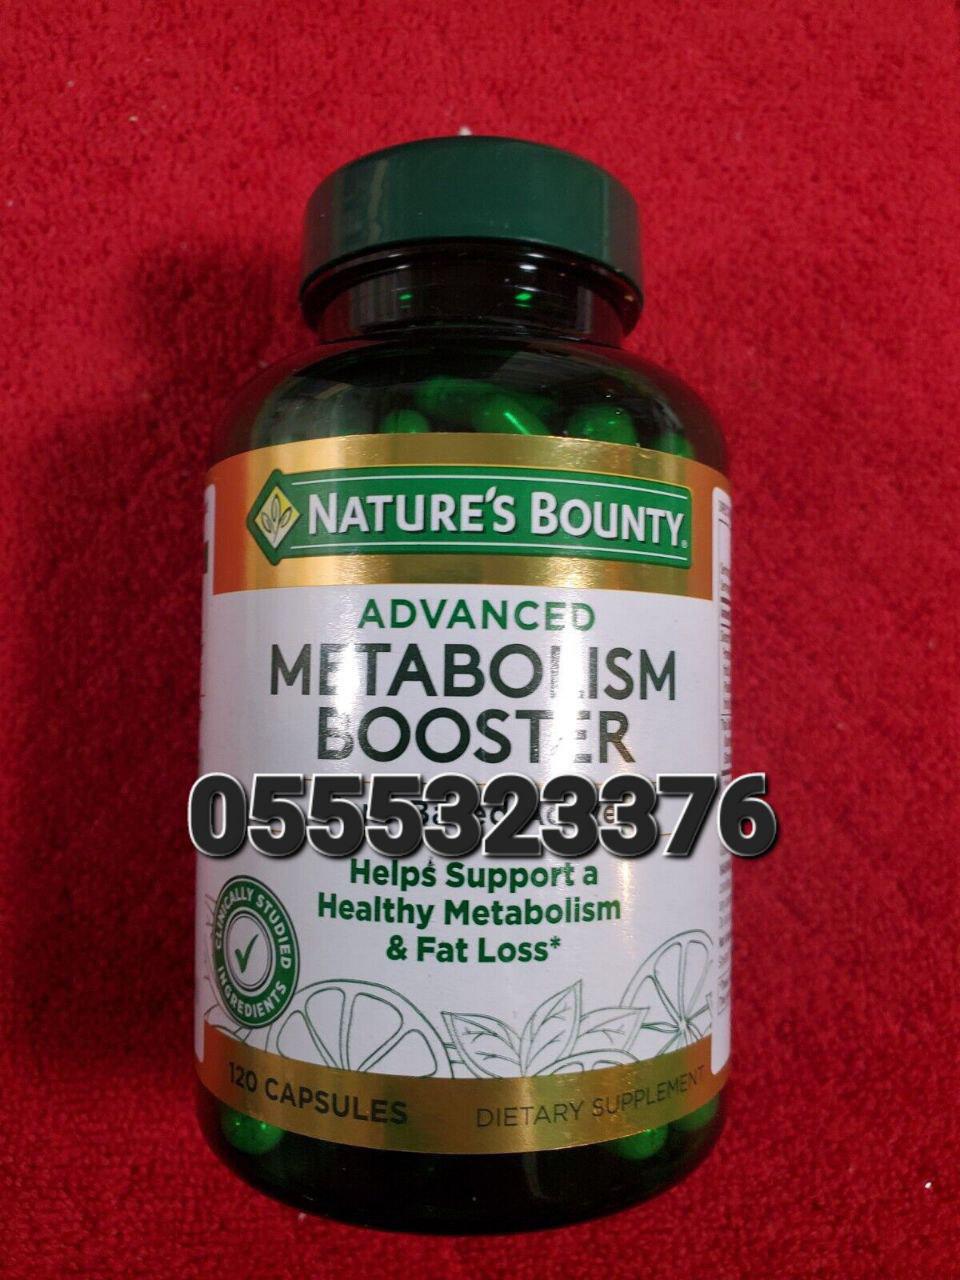 NATURE'S BOUNTY®
ADVANCED
METABOLISM
BOOSTER
0555323376
Helps Support a
Healthy Metabolism
& Fat Loss*
CLINICALLY STUDIED
INGREDIENTS
120 CAPSULES
DIETARY SUPPLEMENT